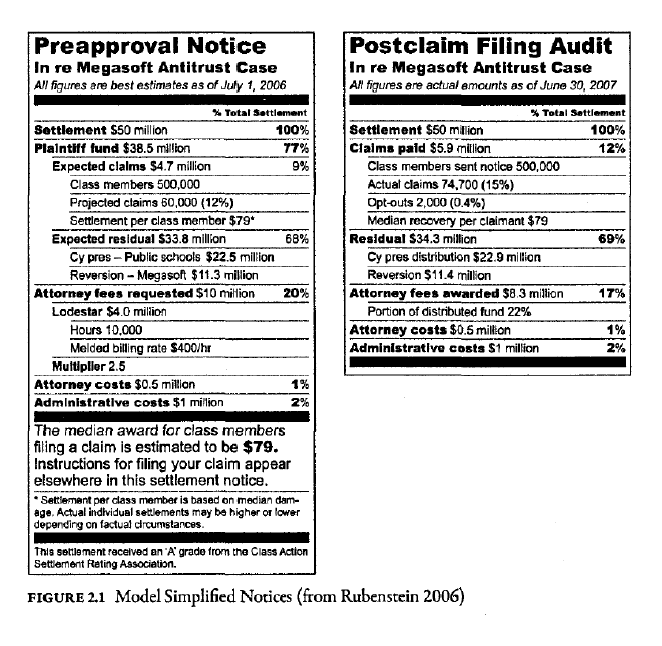 Preapproval Notice
In re Megasoft Antitrust Case
All figures are best estimates as of July 1, 2006
% Total Settlement
Settlement $50 million 100%
Plaintiff fund $38.5 million 77%
Expected claims $4.7 million 9%
Class members 500,000
Projected claims 60,000 (12%)
Settlement per class member $79*
Expected residual $33.8 million 68%
Cy pres – Public schools $22.5 million
Reversion – Megasoft $11.3 million
Attorney fees requested $10 million 20%
Lodestar $4.0 million
Hours 10,000
Melded billing rate $400/hr
Multiplier 2.5
Attorney costs $0.5 million 1%
Administrative costs $1 million 2%
The median award for class members
filing a claim is estimated to be $79.
Instructions for filing your claim appear
elsewhere in this settlement notice.
* Settlement per class member is based on median dam-
age. Actual individual settlements may be higher or lower
depending on factual circumstances.
This settlement received an 'A' grade from the Class Action
Settlement Rating Association.
Postclaim Filing Audit
In re Megasoft Antitrust Case
All figures are actual amounts as of June 30, 2007
% Total Settlement
Settlement $50 million 100%
Claims paid $5.9 million 12%
Class members sent notice 500,000
Actual claims 74,700 (15%)
Opt-outs 2,000 (0.4%)
Median recovery per claimant $79
Residual $34.3 million 69%
Cy pres distribution $22.9 million
Reversion $11.4 million
Attorney fees awarded $8.3 million 17%
Portion of distributed fund 22%
Attorney costs $0.5 million 1%
Administrative costs $1 million 2%
FIGURE 2.1 Model Simplified Notices (from Rubenstein 2006)